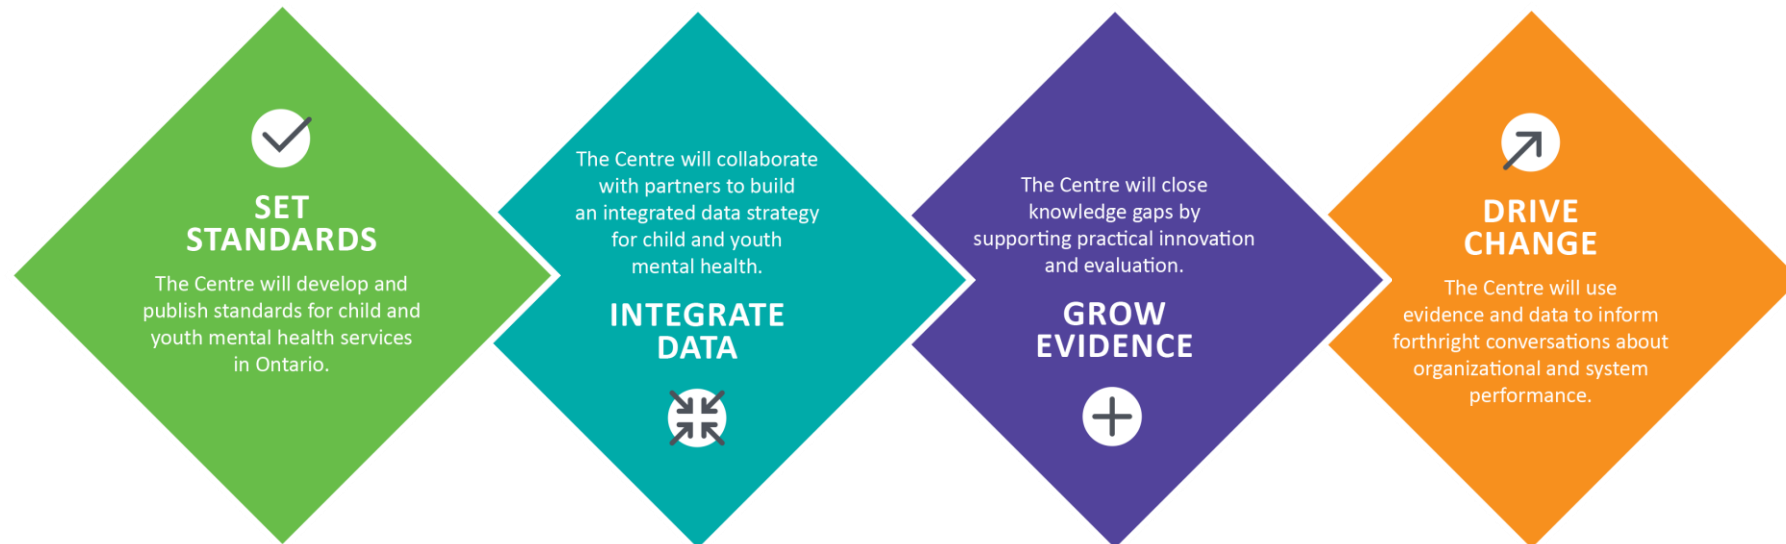 SET
STANDARDS
The Centre will develop and
publish standards for child and
youth mental health services
in Ontario.
The Centre will collaborate
with partners to build
an integrated data strategy
for child and youth
mental health.
INTEGRATE
DATA
The Centre will close
knowledge gaps by
supporting practical innovation
and evaluation.
GROW
EVIDENCE
DRIVE
CHANGE
The Centre will use
evidence and data to inform
forthright conversations about
organizational and system
performance.